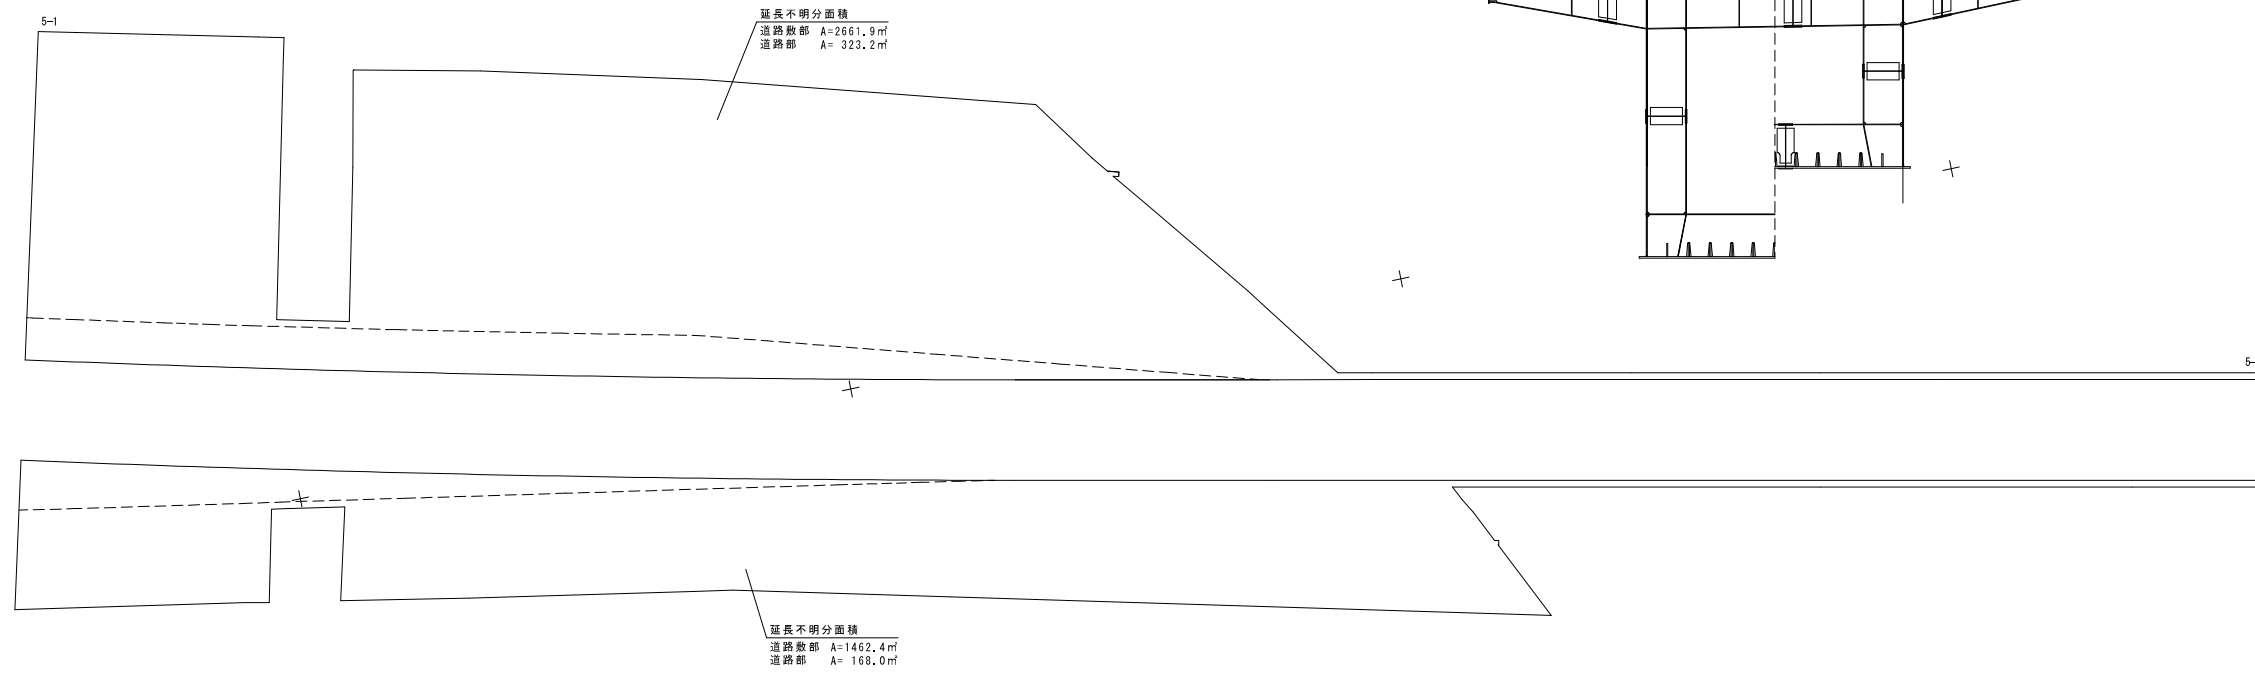 5-1
延長不明分面積
道路敷部 A=2661.9㎡
道路部 A= 323.2㎡
5-
延長不明分面積
道路敷部 A=1462.4㎡
道路部 A= 168.0㎡